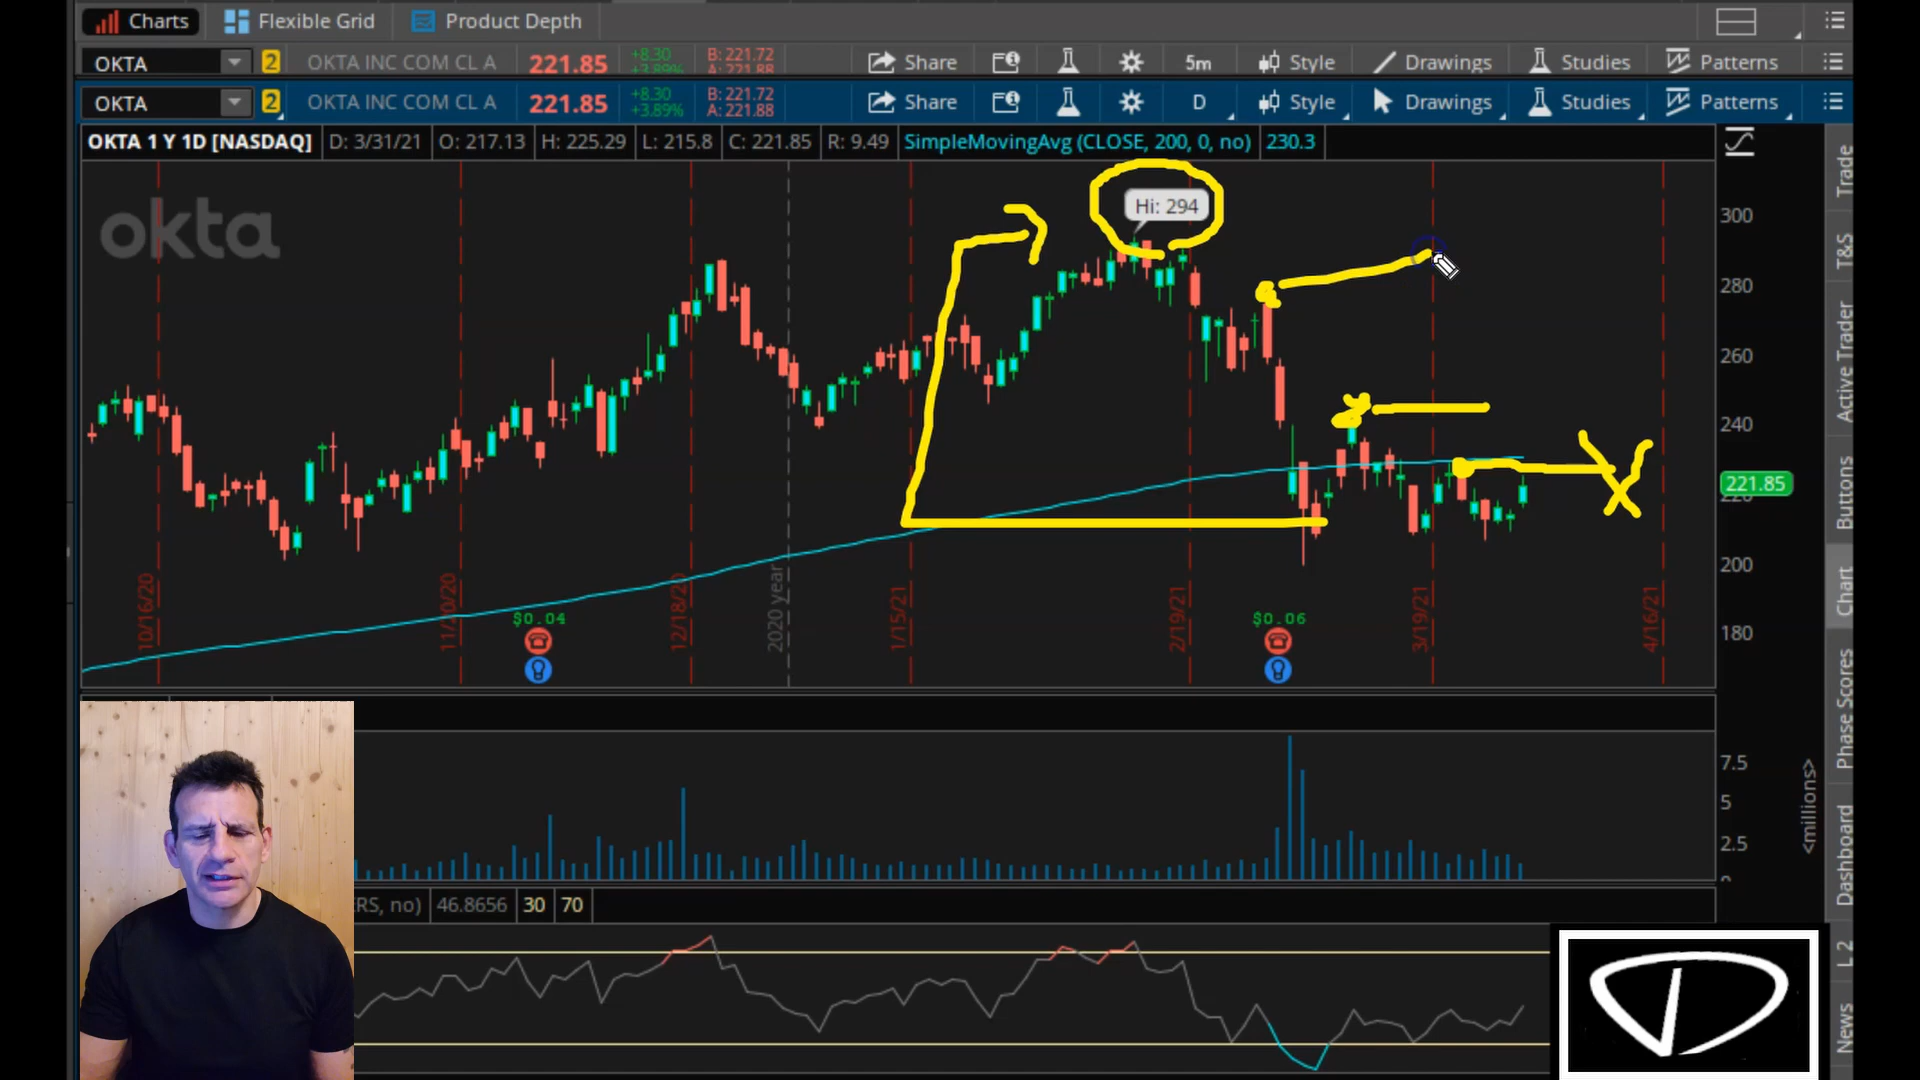 Charts Flexible Grid Product Depth
OKTA 2 OKTA INC COM CL A 221.85 +8.30 +3.89% B: 221.72 A: 221.88 Share 5m Style Drawings Studies Patterns
OKTA 2 OKTA INC COM CL A 221.85 +8.30 +3.89% B: 221.72 A: 221.88 Share D Style Drawings Studies Patterns
OKTA 1 Y 1D [NASDAQ] D: 3/31/21 O: 217.13 H: 225.29 L: 215.8 C: 221.85 R: 9.49 SimpleMovingAvg (CLOSE, 200, 0, no) 230.3
okta
Hi: 294
300
280
260
240
221.85
200
180
10/16/20
11/20/20
12/18/20
2020 year
1/15/21
2/19/21
3/19/21
4/16/21
$0.04
$0.06
7.5
5
2.5
<millions>
ERS, no) 46.8656 30 70
Trade
T&S
Active Trader
Buttons
Chart
Phase Scores
Dashboard
L 2
News